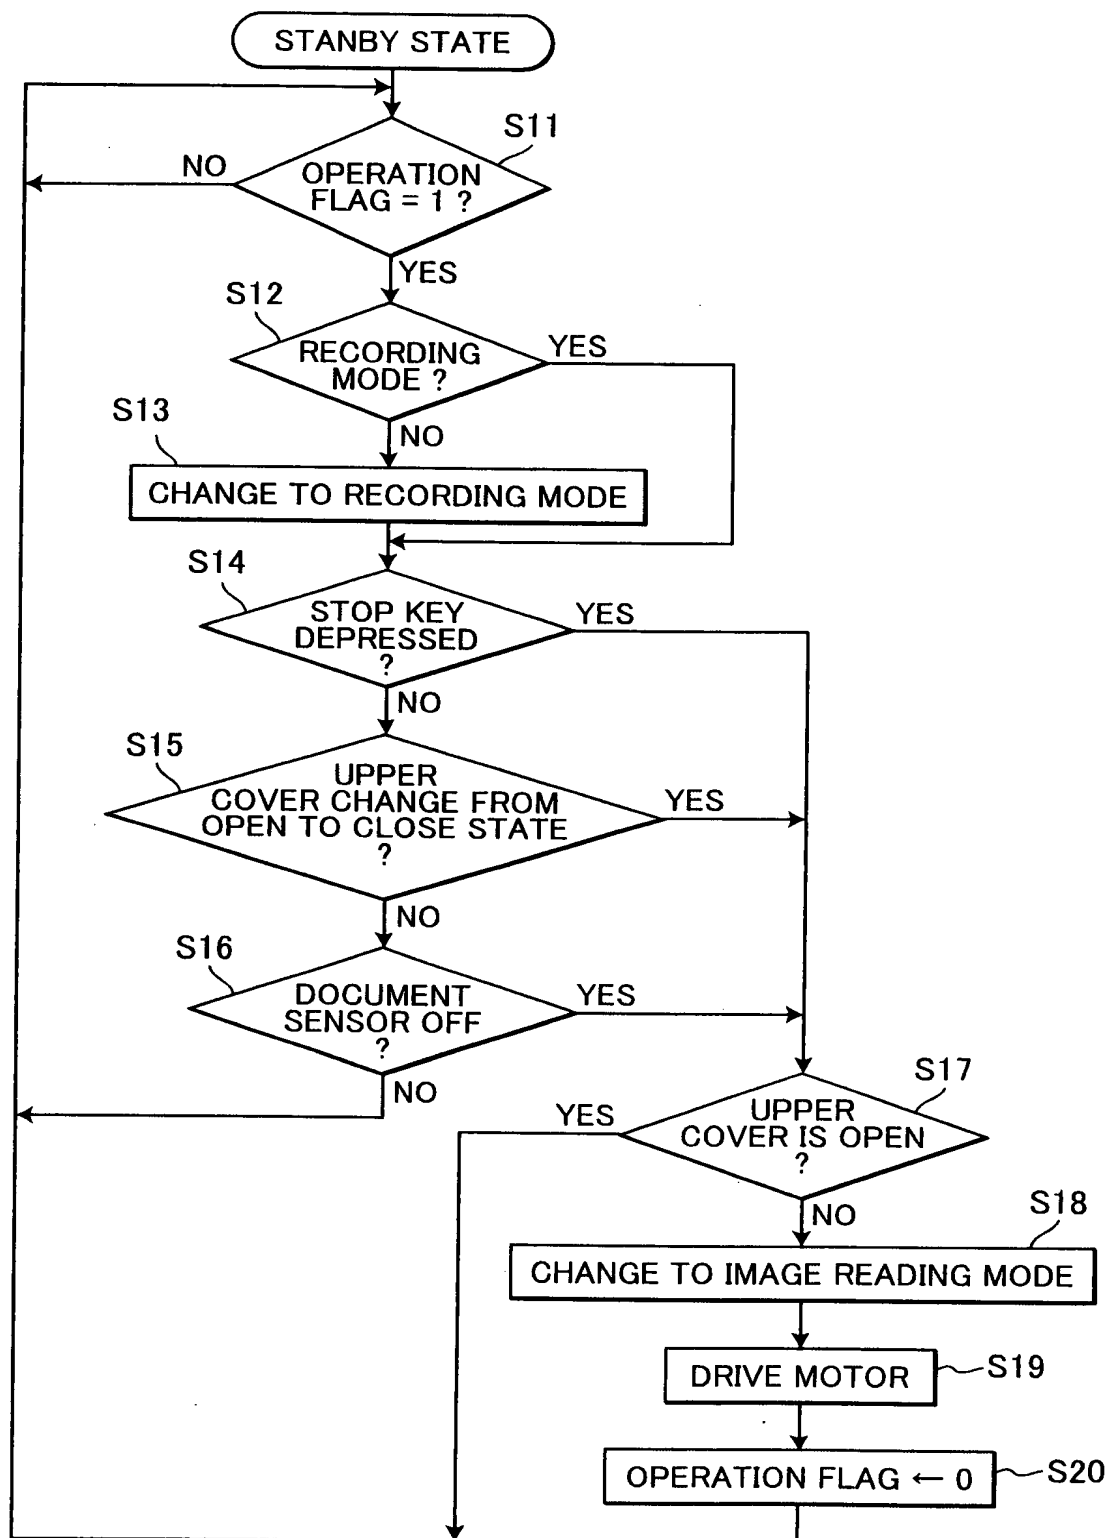 STANBY STATE
S11
NO
OPERATION
FLAG = 1 ?
YES
S12
RECORDING
MODE ?
YES
NO
S13
CHANGE TO RECORDING MODE
S14
STOP KEY
DEPRESSED
?
YES
NO
S15
UPPER
COVER CHANGE FROM
OPEN TO CLOSE STATE
?
YES
NO
S16
DOCUMENT
SENSOR OFF
?
YES
NO
S17
YES
UPPER
COVER IS OPEN
?
NO
S18
CHANGE TO IMAGE READING MODE
DRIVE MOTOR
S19
OPERATION FLAG ← 0
S20